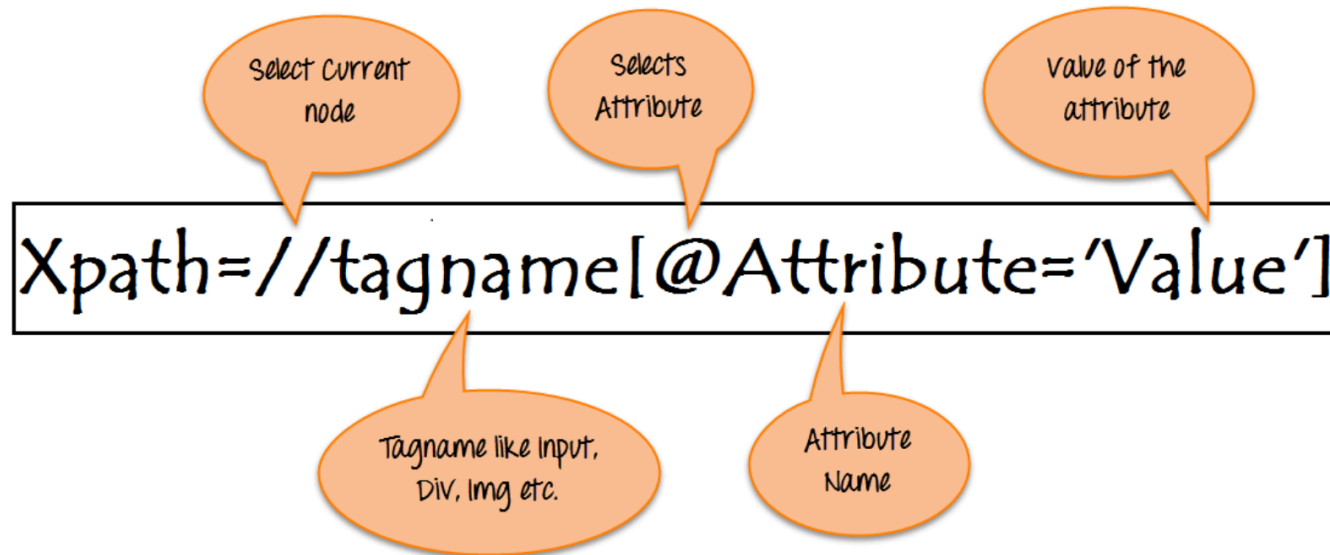 Select Current
node
Selects
Attribute
Value of the
attribute
Xpath=//tagname[@Attribute='Value']
Tagname like Input,
Div, Img etc.
Attribute
Name